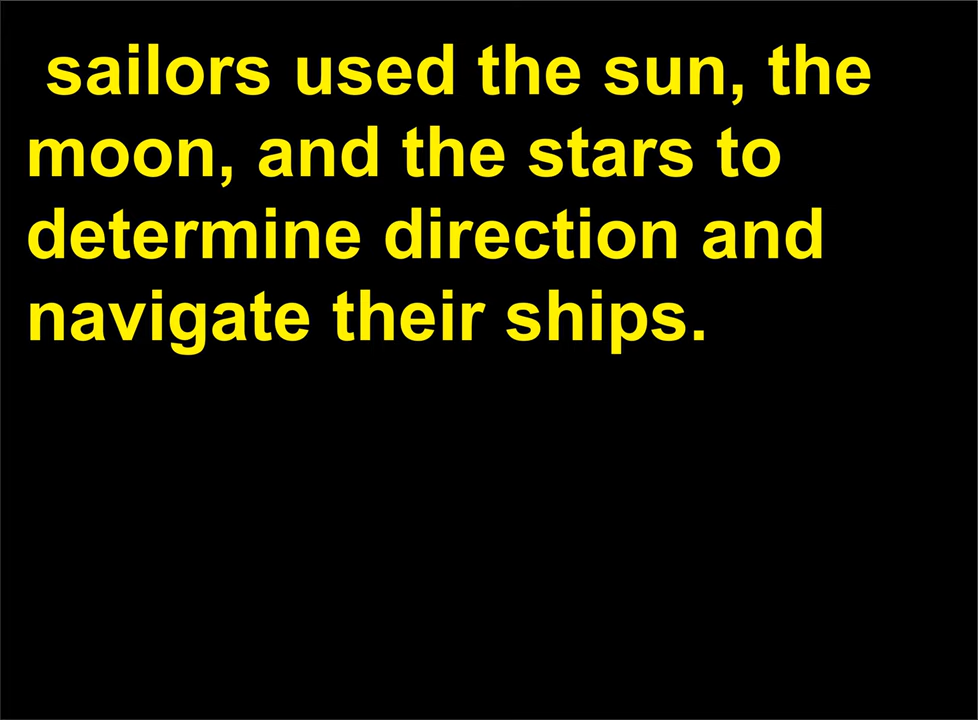 sailors used the sun, the
moon, and the stars to
determine direction and
navigate their ships.